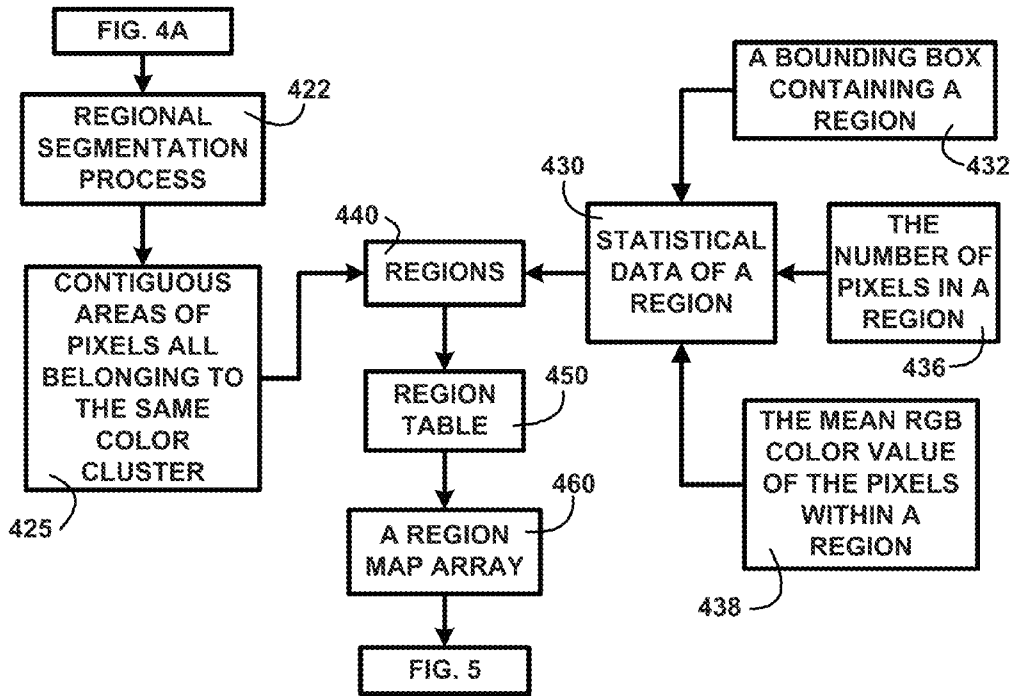 FIG. 4A
422
REGIONAL
SEGMENTATION
PROCESS
CONTIGUOUS
AREAS OF
PIXELS ALL
BELONGING TO
THE SAME
COLOR
CLUSTER
425
440
REGIONS
450
REGION
TABLE
460
A REGION
MAP ARRAY
FIG. 5
430
STATISTICAL
DATA OF A
REGION
A BOUNDING BOX
CONTAINING A
REGION
432
THE
NUMBER OF
PIXELS IN A
REGION
436
THE MEAN RGB
COLOR VALUE
OF THE PIXELS
WITHIN A
REGION
438